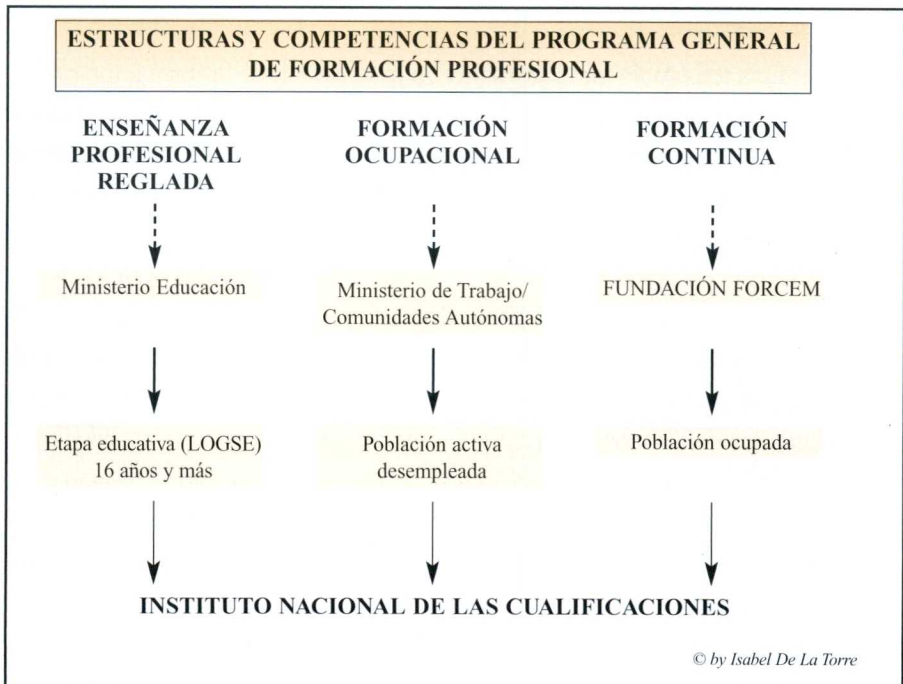 ESTRUCTURAS Y COMPETENCIAS DEL PROGRAMA GENERAL
DE FORMACIÓN PROFESIONAL
ENSEÑANZA
PROFESIONAL
REGLADA
FORMACIÓN
OCUPACIONAL
FORMACIÓN
CONTINUA
Ministerio Educación
Ministerio de Trabajo/
Comunidades Autónomas
FUNDACIÓN FORCEM
Etapa educativa (LOGSE)
16 años y más
Población activa
desempleada
Población ocupada
INSTITUTO NACIONAL DE LAS CUALIFICACIONES
© by Isabel De La Torre